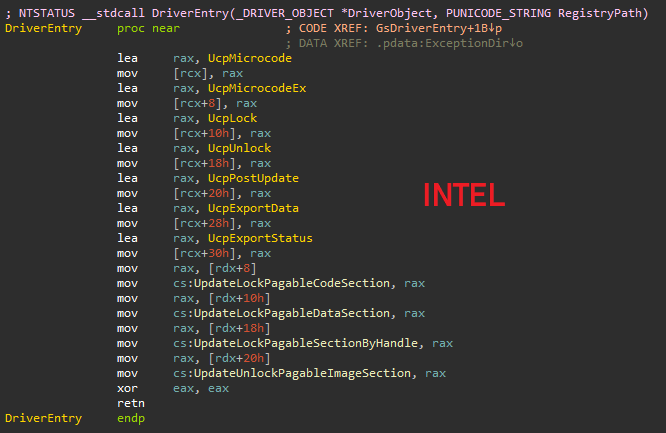 ; NTSTATUS __stdcall DriverEntry(_DRIVER_OBJECT *DriverObject, PUNICODE_STRING RegistryPath)
DriverEntry proc near ; CODE XREF: GsDriverEntry+1B↓p
; DATA XREF: .pdata:ExceptionDir↓o
lea rax, UcpMicrocode
mov [rcx], rax
lea rax, UcpMicrocodeEx
mov [rcx+8], rax
lea rax, UcpLock
mov [rcx+10h], rax
lea rax, UcpUnlock
mov [rcx+18h], rax
lea rax, UcpPostUpdate
mov [rcx+20h], rax
lea rax, UcpExportData
mov [rcx+28h], rax
lea rax, UcpExportStatus
mov [rcx+30h], rax
mov rax, [rdx+8]
mov cs:UpdateLockPagableCodeSection, rax
mov rax, [rdx+10h]
mov cs:UpdateLockPagableDataSection, rax
mov rax, [rdx+18h]
mov cs:UpdateLockPagableSectionByHandle, rax
mov rax, [rdx+20h]
mov cs:UpdateUnlockPagableImageSection, rax
xor eax, eax
retn
DriverEntry endp
INTEL